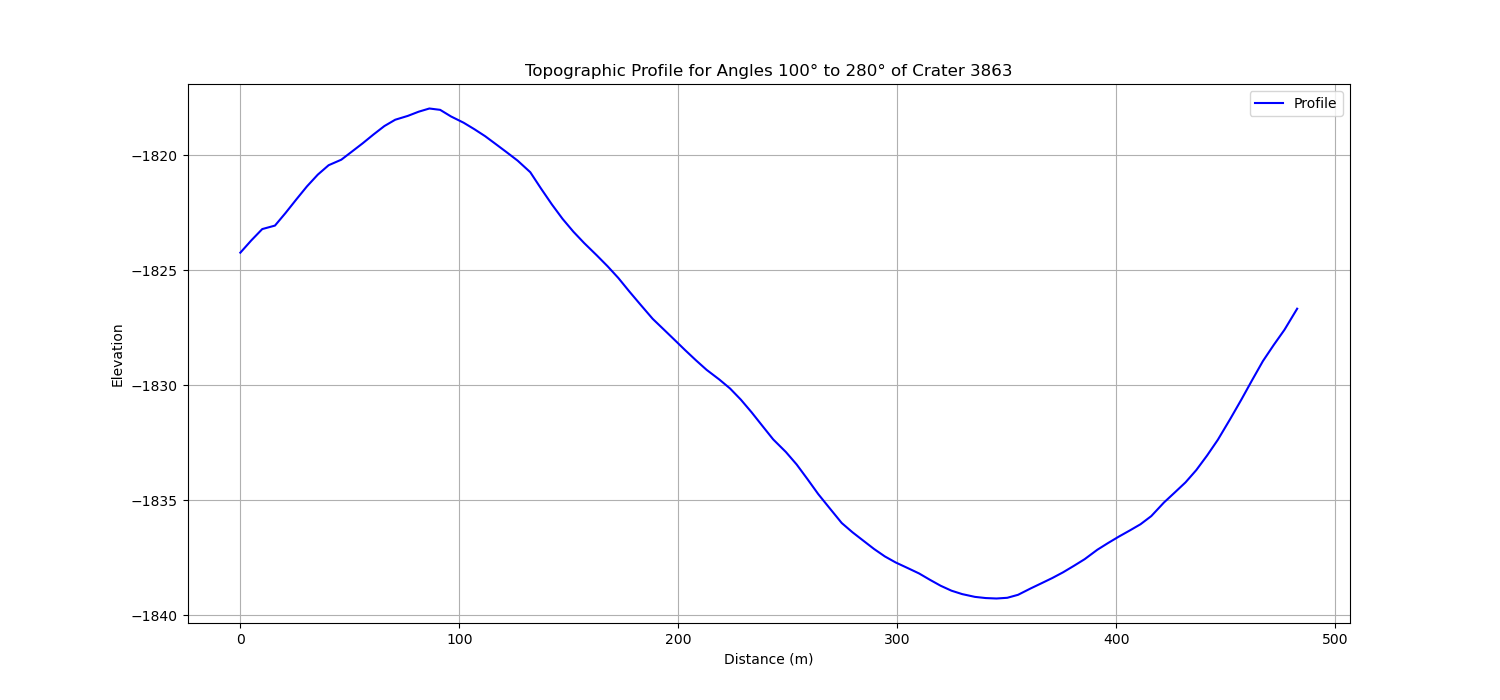 Topographic Profile for Angles 100° to 280° of Crater 3863
Profile
Elevation
−1820
−1825
−1830
−1835
−1840
0 100 200 300 400 500
Distance (m)